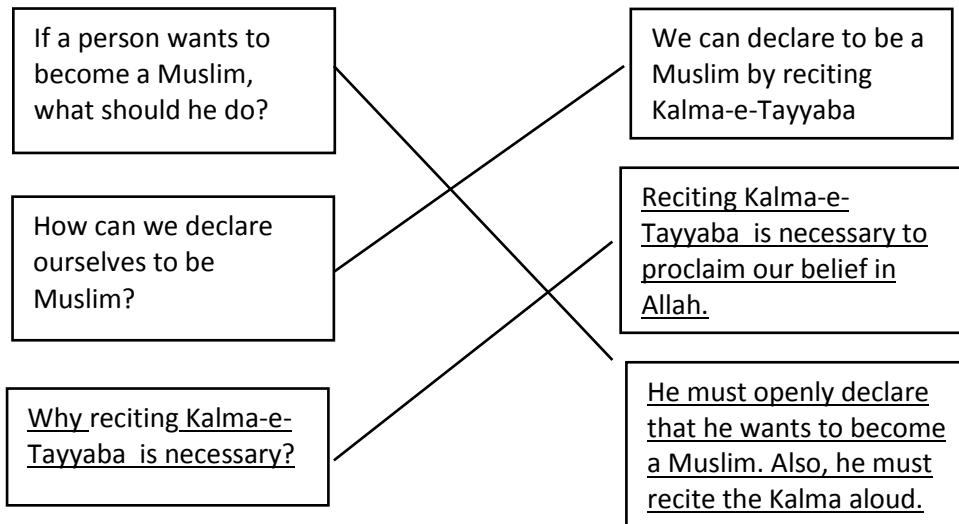 If a person wants to
become a Muslim,
what should he do?
How can we declare
ourselves to be
Muslim?
Why reciting Kalma-e-
Tayyaba  is necessary?
We can declare to be a
Muslim by reciting
Kalma-e-Tayyaba
Reciting Kalma-e-
Tayyaba  is necessary to
proclaim our belief in
Allah.
He must openly declare
that he wants to become
a Muslim. Also, he must
recite the Kalma aloud.